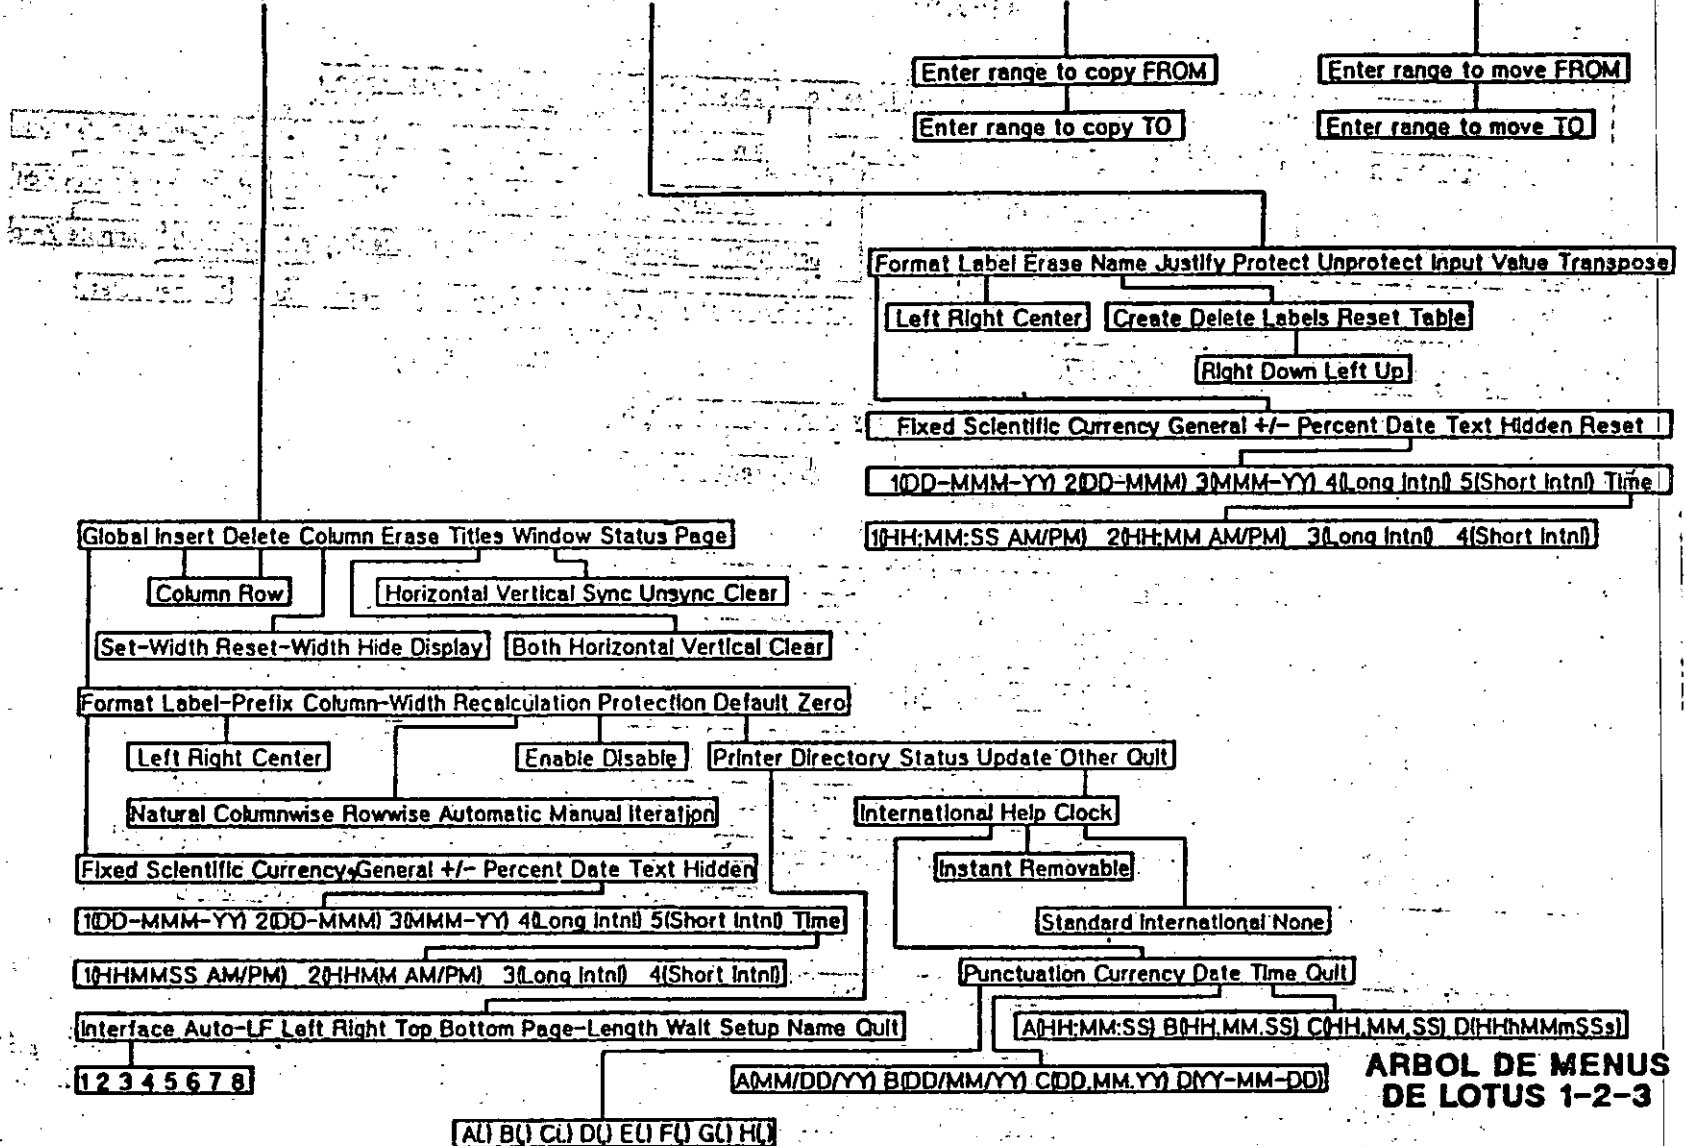 Enter range to copy FROM
Enter range to move FROM
Enter range to copy TO
Enter range to move TO
Format Label Erase Name Justify Protect Unprotect Input Value Transpose
Left Right Center
Create Delete Labels Reset Table
Right Down Left Up
Fixed Scientific Currency General +/- Percent Date Text Hidden Reset
1(DD-MMM-YY) 2(DD-MMM) 3(MMM-YY) 4(Long Intnl) 5(Short Intnl) Time
1(HH:MM:SS AM/PM) 2(HH:MM AM/PM) 3(Long Intnl) 4(Short Intnl)
Global Insert Delete Column Erase Titles Window Status Page
Column Row
Horizontal Vertical Sync Unsync Clear
Set-Width Reset-Width Hide Display
Both Horizontal Vertical Clear
Format Label-Prefix Column-Width Recalculation Protection Default Zero
Left Right Center
Enable Disable
Printer Directory Status Update Other Quit
Natural Columnwise Rowwise Automatic Manual Iteration
International Help Clock
Fixed Scientific Currency,General +/- Percent Date Text Hidden
Instant Removable
1(DD-MMM-YY) 2(DD-MMM) 3(MMM-YY) 4(Long Intnl) 5(Short Intnl) Time
Standard International None
1(HHMMSS AM/PM) 2(HHMM AM/PM) 3(Long Intnl) 4(Short Intnl)
Punctuation Currency Date Time Quit
Interface Auto-LF Left Right Top Bottom Page-Length Wait Setup Name Quit
A(HH:MM:SS) B(HH.MM.SS) C(HH,MM,SS) D(HHhMMmSSs)
1 2 3 4 5 6 7 8
A(MM/DD/YY) B(DD/MM/YY) C(DD.MM.YY) D(YY-MM-DD)
ARBOL DE MENUS
DE LOTUS 1-2-3